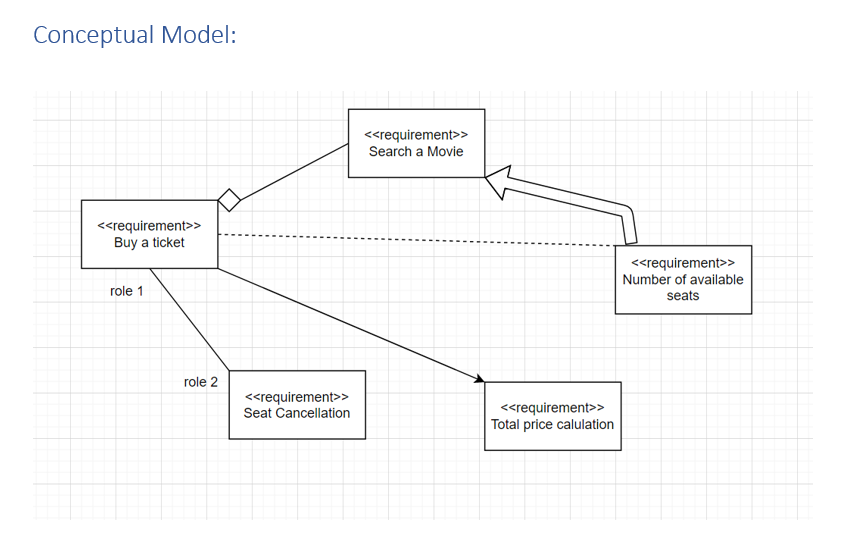 Conceptual Model:
<<requirement>>
Search a Movie
<<requirement>>
Buy a ticket
<<requirement>>
Number of available
seats
role 1
role 2
<<requirement>>
Seat Cancellation
<<requirement>>
Total price calulation